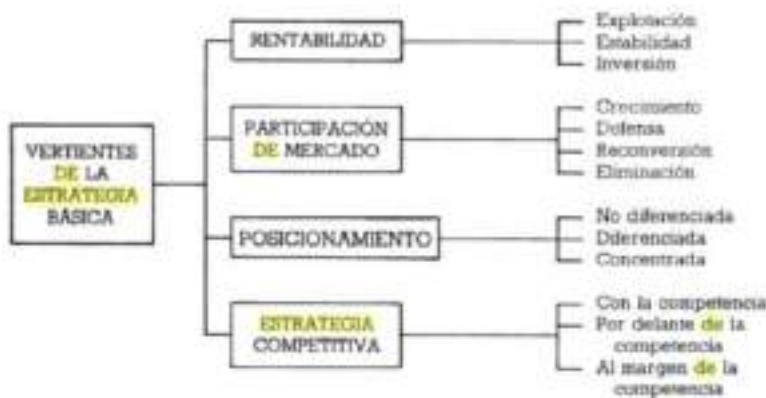 VERTIENTES
DE LA
ESTRATEGIA
BÁSICA
RENTABILIDAD
Explotación
Estabilidad
Inversión
PARTICIPACIÓN
DE MERCADO
Crecimiento
Defensa
Reconversión
Eliminación
POSICIONAMIENTO
No diferenciada
Diferenciada
Concentrada
ESTRATEGIA
COMPETITIVA
Con la competencia
Por delante de la
competencia
Al margen de la
competencia